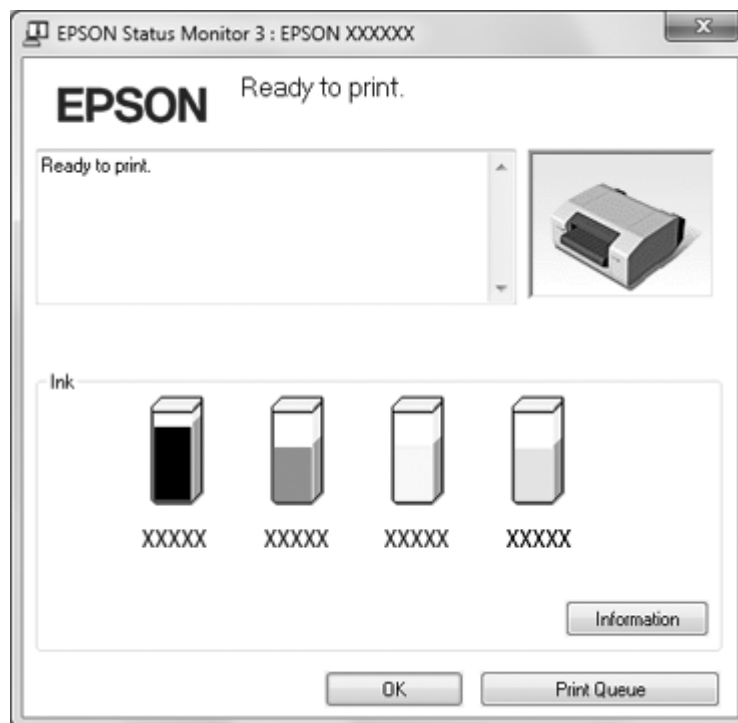 EPSON Status Monitor 3 : EPSON XXXXXX
EPSON
Ready to print.
Ready to print.
Ink
XXXXX XXXXX XXXXX XXXXX
Information
OK Print Queue